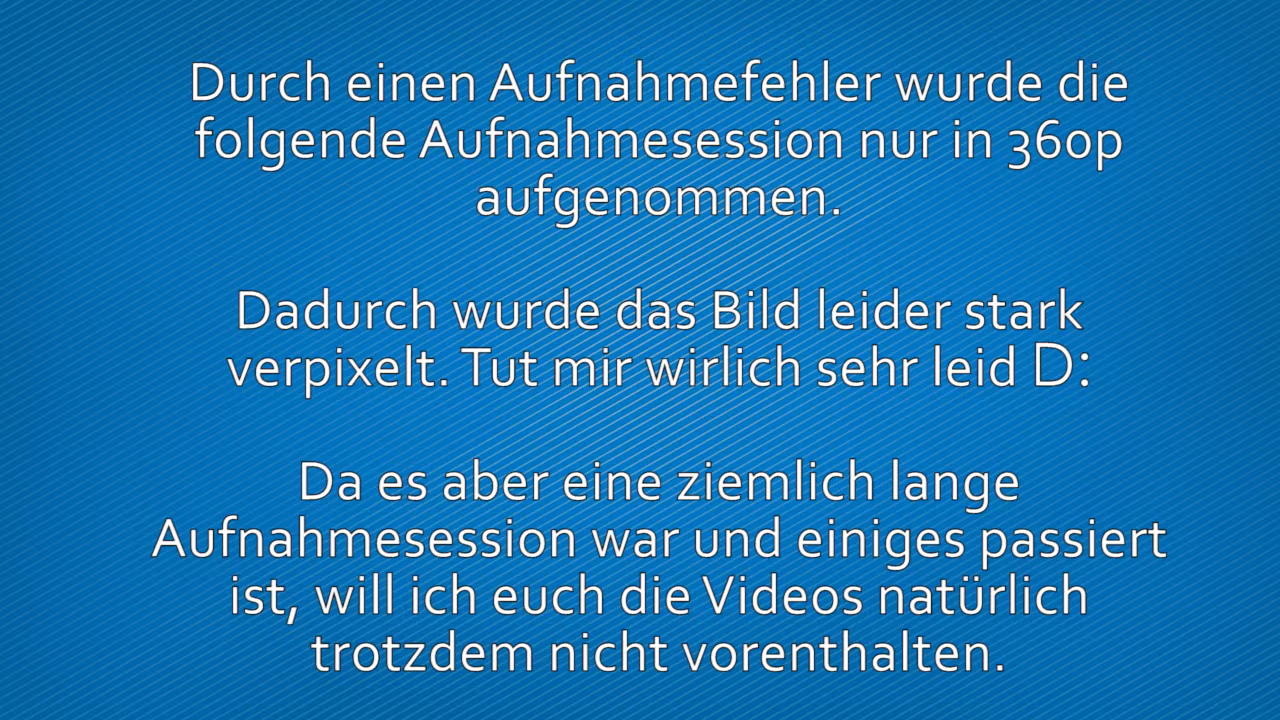 Durch einen Aufnahmefehler wurde die
folgende Aufnahmesession nur in 360p
aufgenommen.
Dadurch wurde das Bild leider stark
verpixelt. Tut mir wirlich sehr leid D:
Da es aber eine ziemlich lange
Aufnahmesession war und einiges passiert
ist, will ich euch die Videos natürlich
trotzdem nicht vorenthalten.